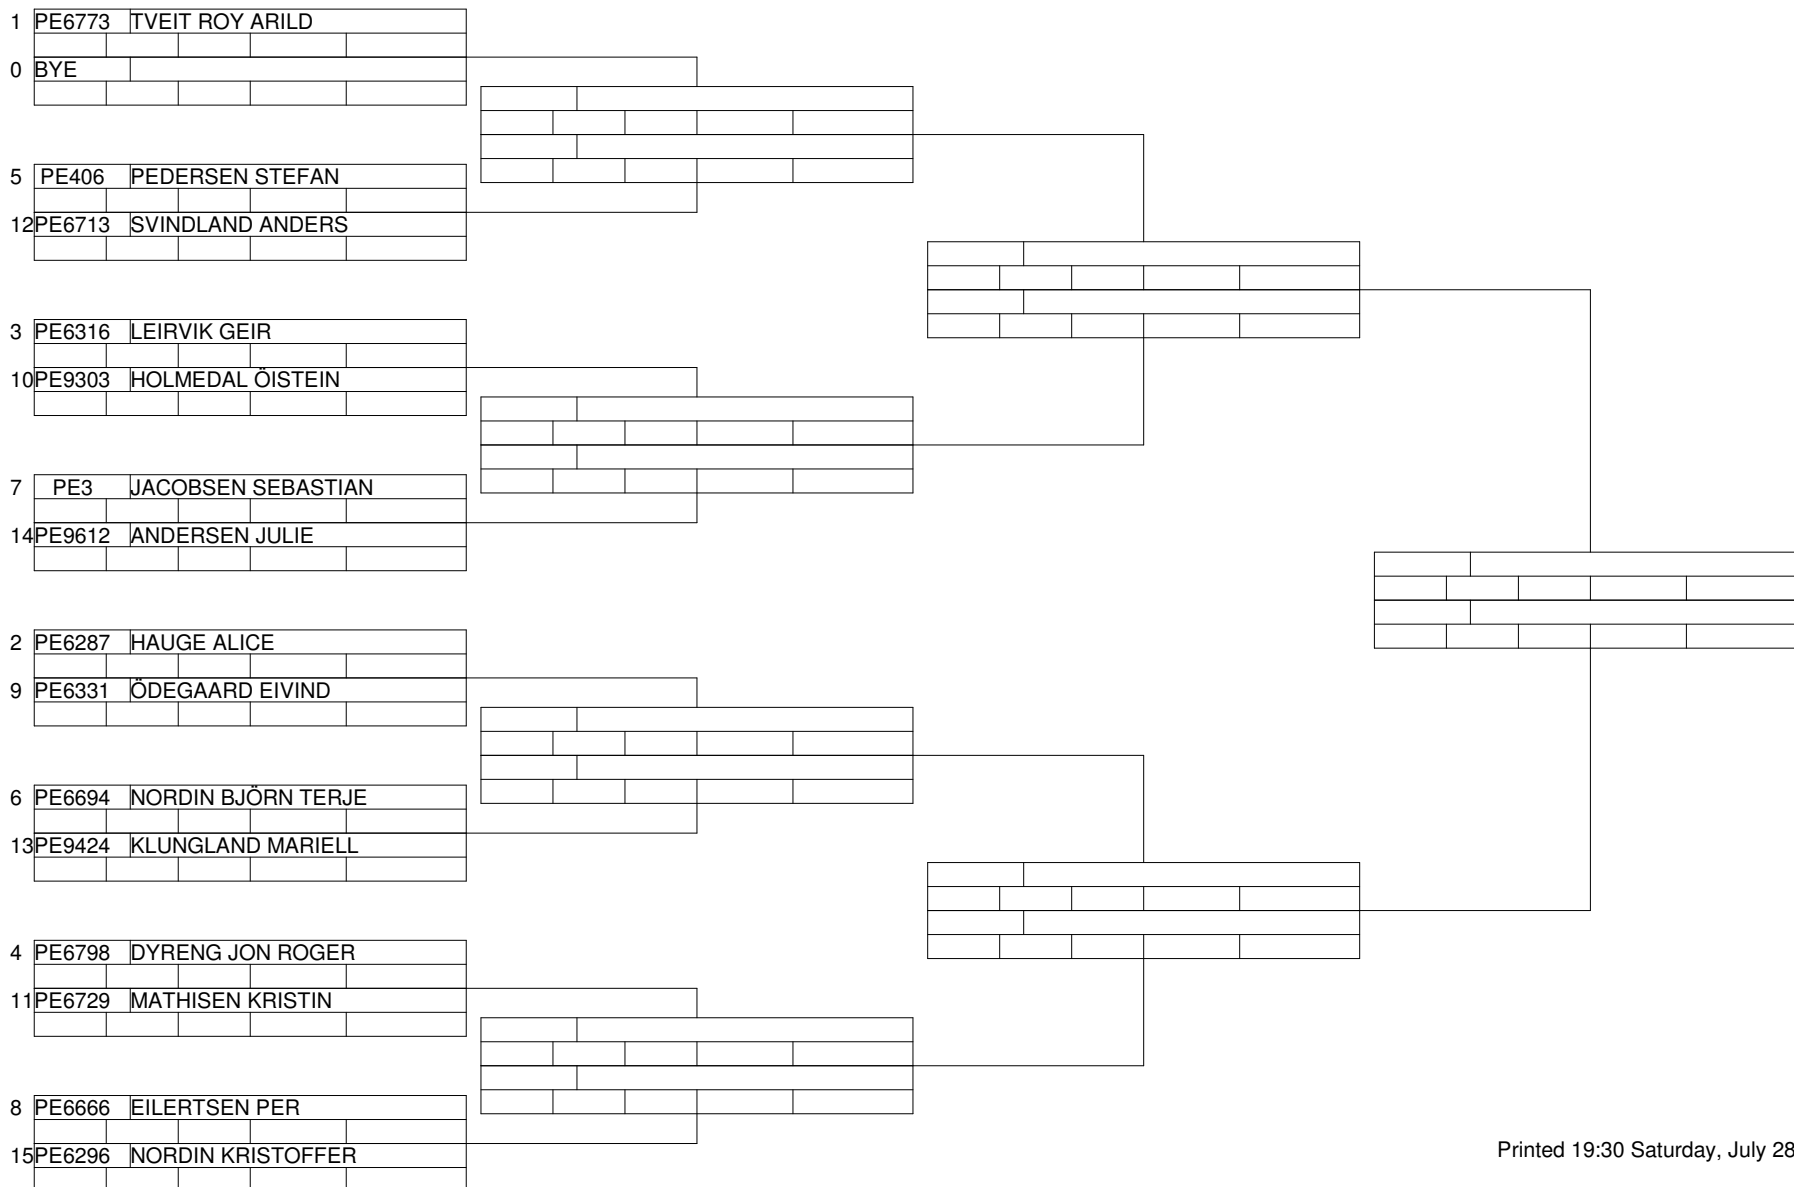 1 PE6773 TVEIT ROY ARILD
0 BYE
5 PE406 PEDERSEN STEFAN
12 PE6713 SVINDLAND ANDERS
3 PE6316 LEIRVIK GEIR
10 PE9303 HOLMEDAL ÖISTEIN
7 PE3 JACOBSEN SEBASTIAN
14 PE9612 ANDERSEN JULIE
2 PE6287 HAUGE ALICE
9 PE6331 ÖDEGAARD EIVIND
6 PE6694 NORDIN BJÖRN TERJE
13 PE9424 KLUNGLAND MARIELL
4 PE6798 DYRENG JON ROGER
11 PE6729 MATHISEN KRISTIN
8 PE6666 EILERTSEN PER
15 PE6296 NORDIN KRISTOFFER
Printed 19:30 Saturday, July 28